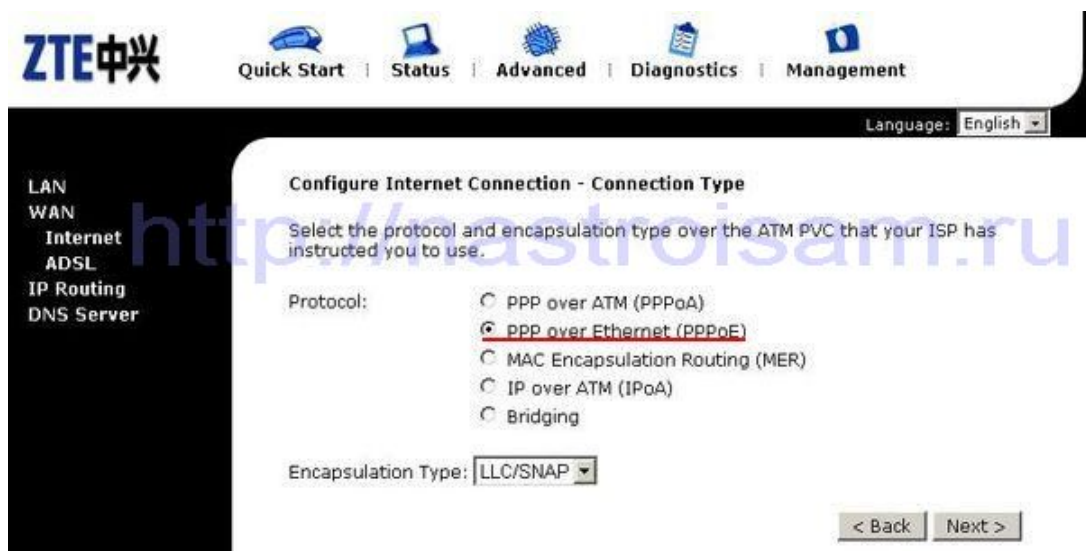 ZTE中兴
Quick Start | Status | Advanced | Diagnostics | Management
Language: English
LAN
WAN
Internet
ADSL
IP Routing
DNS Server
http://nastroisam.ru
Configure Internet Connection - Connection Type
Select the protocol and encapsulation type over the ATM PVC that your ISP has
instructed you to use.
Protocol:
PPP over ATM (PPPoA)
PPP over Ethernet (PPPoE)
MAC Encapsulation Routing (MER)
IP over ATM (IPoA)
Bridging
Encapsulation Type: LLC/SNAP
< Back Next >